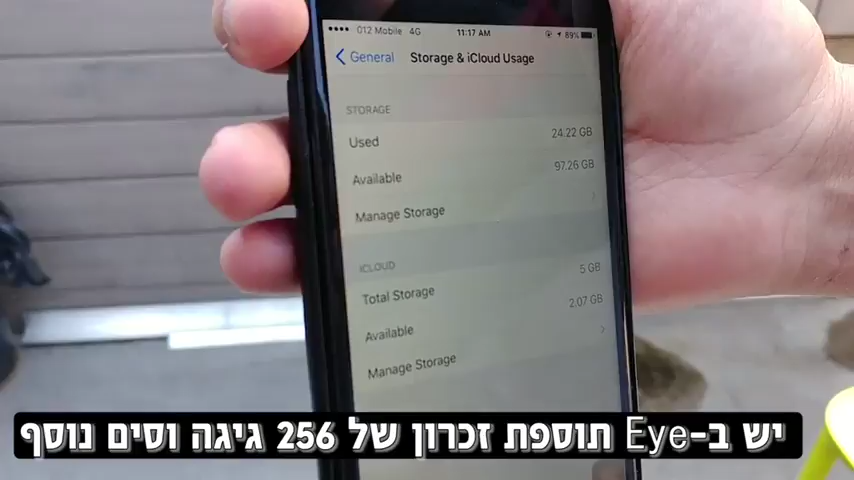 012 Mobile 4G 11:17 AM 89%
General Storage & iCloud Usage
STORAGE
Used 24.22 GB
Available 97.26 GB
Manage Storage
ICLOUD
Total Storage 5 GB
Available 2.07 GB
Manage Storage
יש ב-Eye תוספת זכרון של 256 גיגה וסים נוסף